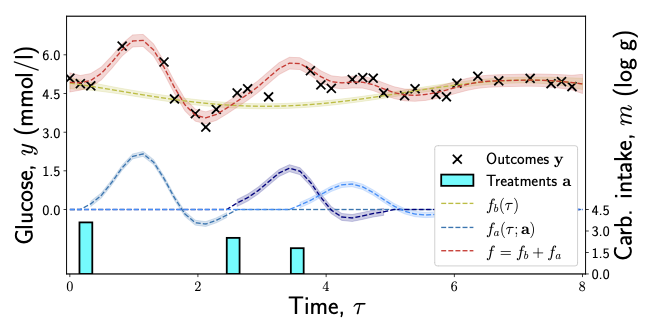 Glucose, y (mmol/l)
6.0
4.5
3.0
1.5
0.0
Outcomes y
Treatments a
f_b(τ)
f_a(τ; a)
f = f_b + f_a
4.5
3.0
1.5
0.0
Carb. intake, m (log g)
0 2 4 6 8
Time, τ